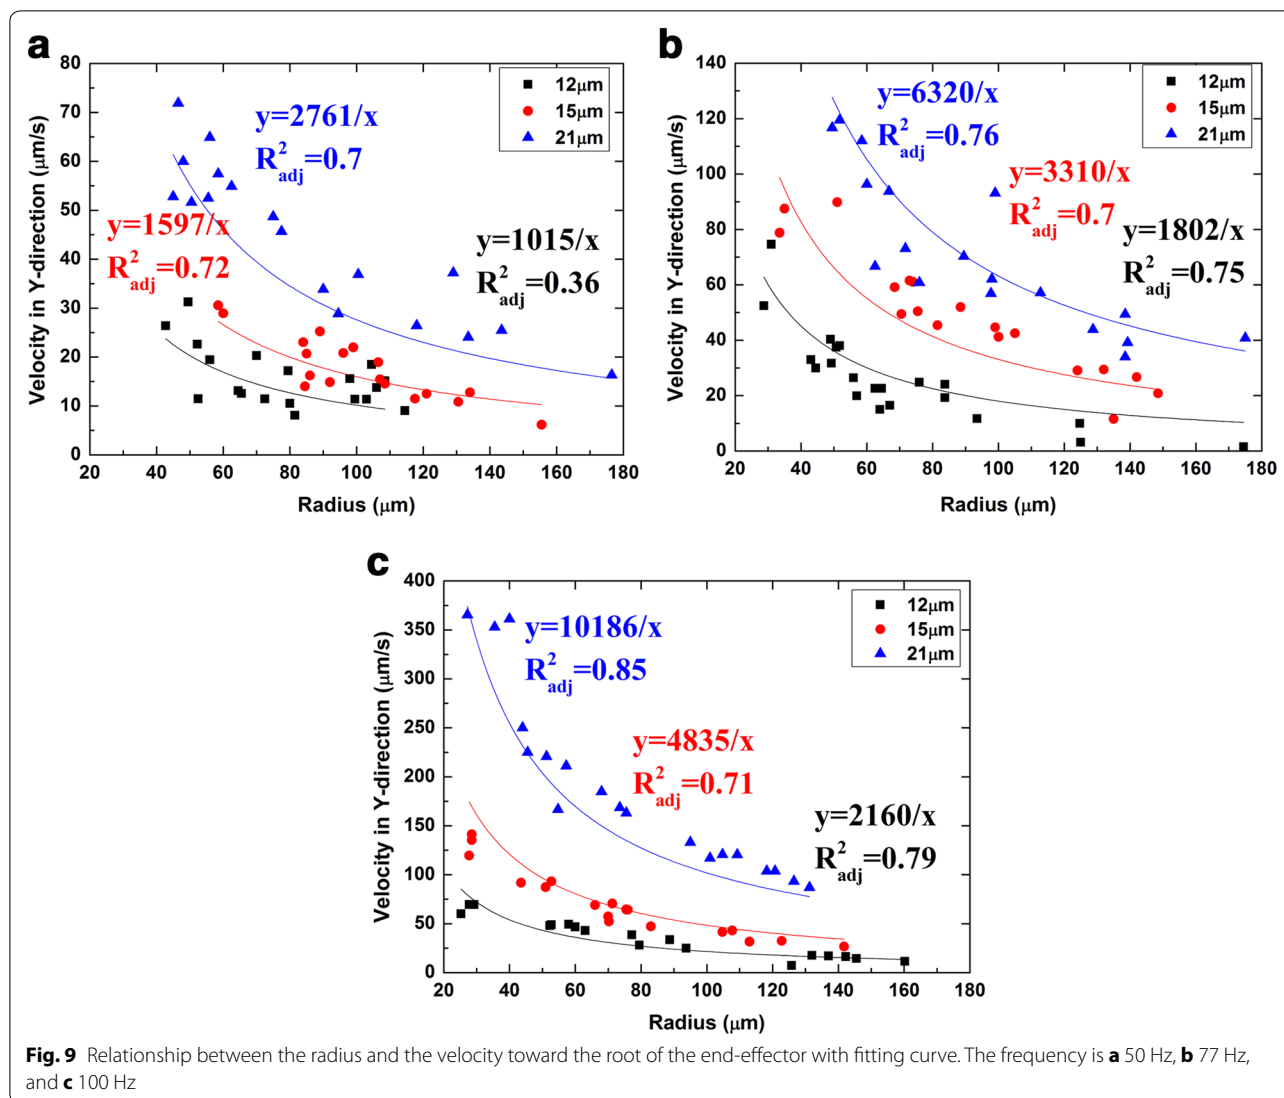 a
80
70
60
50
40
30
20
10
0
20 40 60 80 100 120 140 160 180
Velocity in Y-direction (μm/s)
Radius (μm)
12μm
15μm
21μm
y=2761/x
R²adj=0.7
y=1597/x
R²adj=0.72
y=1015/x
R²adj=0.36
b
140
120
100
80
60
40
20
0
20 40 60 80 100 120 140 160 180
Velocity in Y-direction (μm/s)
Radius (μm)
12μm
15μm
21μm
y=6320/x
R²adj=0.76
y=3310/x
R²adj=0.7
y=1802/x
R²adj=0.75
c
400
350
300
250
200
150
100
50
0
20 40 60 80 100 120 140 160 180
Velocity in Y-direction (μm/s)
Radius (μm)
12μm
15μm
21μm
y=10186/x
R²adj=0.85
y=4835/x
R²adj=0.71
y=2160/x
R²adj=0.79
Fig. 9 Relationship between the radius and the velocity toward the root of the end-effector with fitting curve. The frequency is a 50 Hz, b 77 Hz,
and c 100 Hz